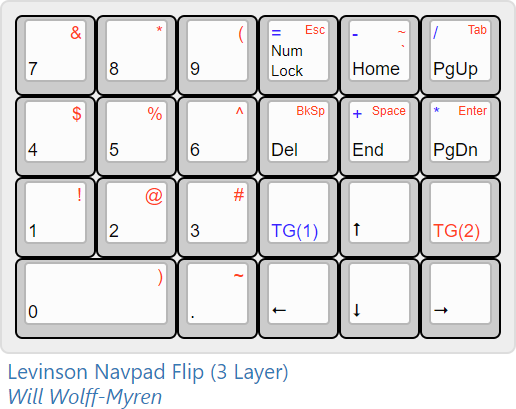 & * ( = Esc - ~ / Tab
Num `
7 8 9 Lock Home PgUp
$ % ^ BkSp + Space * Enter
4 5 6 Del End PgDn
! @ #
1 2 3 TG(1) ↑ TG(2)
) ~
0 . ← ↓ →
Levinson Navpad Flip (3 Layer)
Will Wolff-Myren